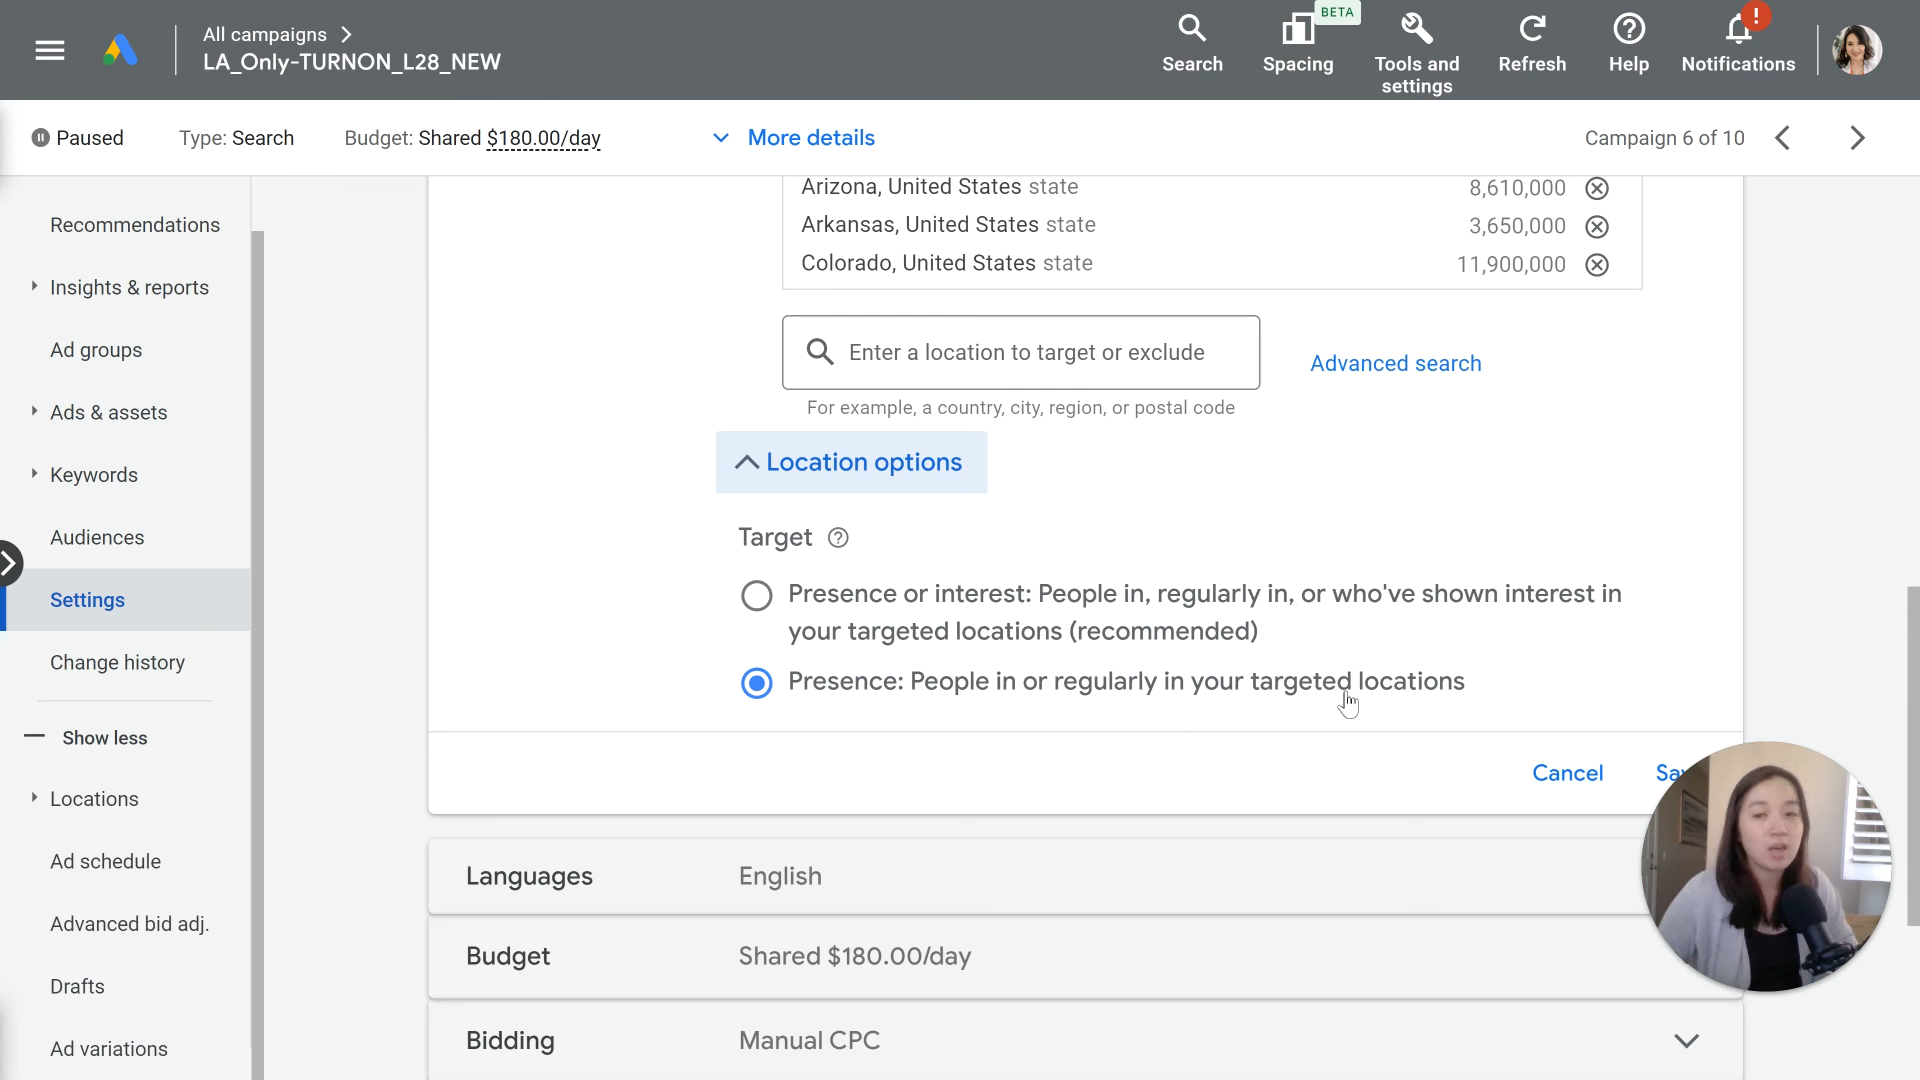 All campaigns
LA_Only-TURNON_L28_NEW
Search
BETA
Spacing
Tools and
settings
Refresh
Help
!
Notifications
Paused
Type: Search
Budget: Shared $180.00/day
More details
Campaign 6 of 10
Recommendations
Insights & reports
Ad groups
Ads & assets
Keywords
Audiences
Settings
Change history
Show less
Locations
Ad schedule
Advanced bid adj.
Drafts
Ad variations
Arizona, United States state 8,610,000
Arkansas, United States state 3,650,000
Colorado, United States state 11,900,000
Enter a location to target or exclude
Advanced search
For example, a country, city, region, or postal code
Location options
Target
Presence or interest: People in, regularly in, or who've shown interest in
your targeted locations (recommended)
Presence: People in or regularly in your targeted locations
Cancel
Languages English
Budget Shared $180.00/day
Bidding Manual CPC